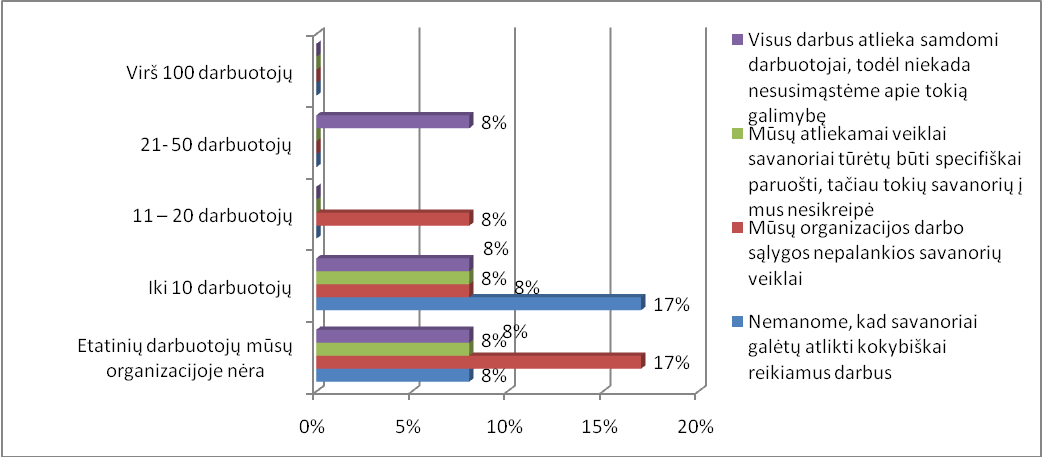 Virš 100 darbuotojų
21- 50 darbuotojų
8%
11 – 20 darbuotojų
8%
Iki 10 darbuotojų
8%
8%
8%
17%
Etatinių darbuotojų mūsų
organizacijoje nėra
8%
8%
17%
8%
0%
5%
10%
15%
20%
Visus darbus atlieka samdomi
darbuotojai, todėl niekada
nesusimąstėme apie tokią
galimybę
Mūsų atliekamai veiklai
savanoriai tūrėtų būti specifiškai
paruošti, tačiau tokių savanorių į
mus nesikreipė
Mūsų organizacijos darbo
sąlygos nepalankios savanorių
veiklai
Nemanome, kad savanoriai
galėtų atlikti kokybiškai
reikiamus darbus